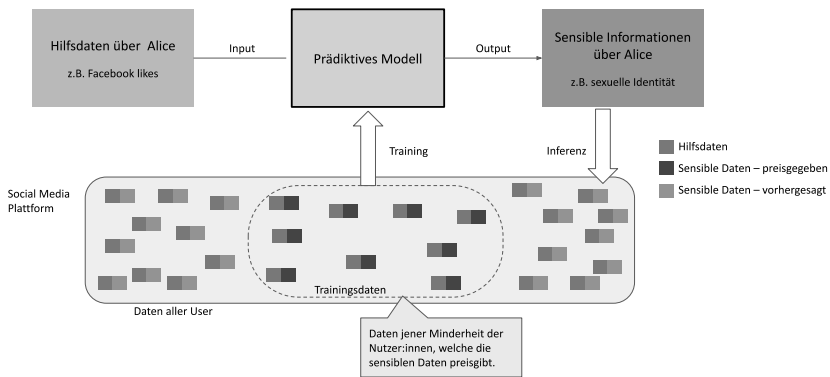 Hilfsdaten über Alice
z.B. Facebook likes
Input
Prädiktives Modell
Output
Sensible Informationen
über Alice
z.B. sexuelle Identität
Training
Inferenz
Hilfsdaten
Sensible Daten – preisgegeben
Sensible Daten – vorhergesagt
Social Media
Plattform
Trainingsdaten
Daten aller User
Daten jener Minderheit der
Nutzer:innen, welche die
sensiblen Daten preisgibt.